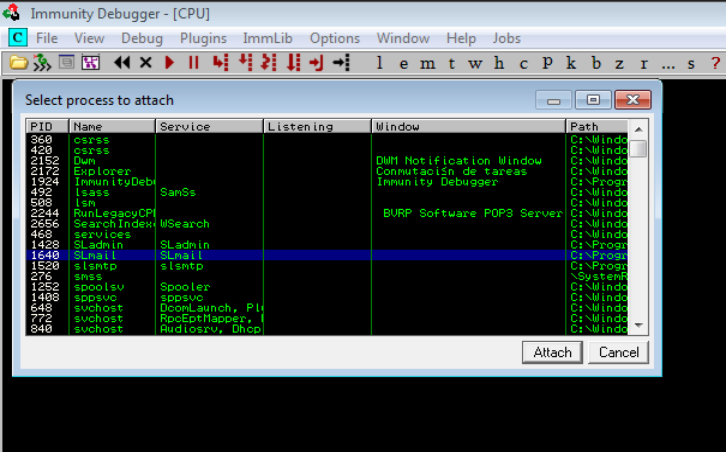 Immunity Debugger - [CPU]
C File View Debug Plugins ImmLib Options Window Help Jobs
l e m t w h c P k b z r ... s ?
Select process to attach
PID Name Service Listening Window Path
360 csrss C:\Windo
420 csrss C:\Windo
2152 Dwm DWM Notification Window C:\Windo
2172 Explorer Conmutación de tareas C:\Windo
1924 ImmunityDeb Immunity Debugger C:\Progr
492 lsass SamSs C:\Windo
508 lsm C:\Windo
2244 RunLegacyCP BVRP Software POP3 Server C:\Windo
2656 SearchIndex WSearch C:\Windo
468 services C:\Windo
1428 SLadmin SLadmin C:\Progr
1640 SLmail SLmail C:\Progr
1520 slsmtp slsmtp C:\Progr
276 smss \SystemR
1252 spoolsv Spooler C:\Windo
1408 sppsvc sppsvc C:\Windo
648 svchost DcomLaunch, Pl C:\Windo
772 svchost RpcEptMapper, C:\Windo
840 svchost Audiosrv, Dhcp C:\Windo
Attach Cancel